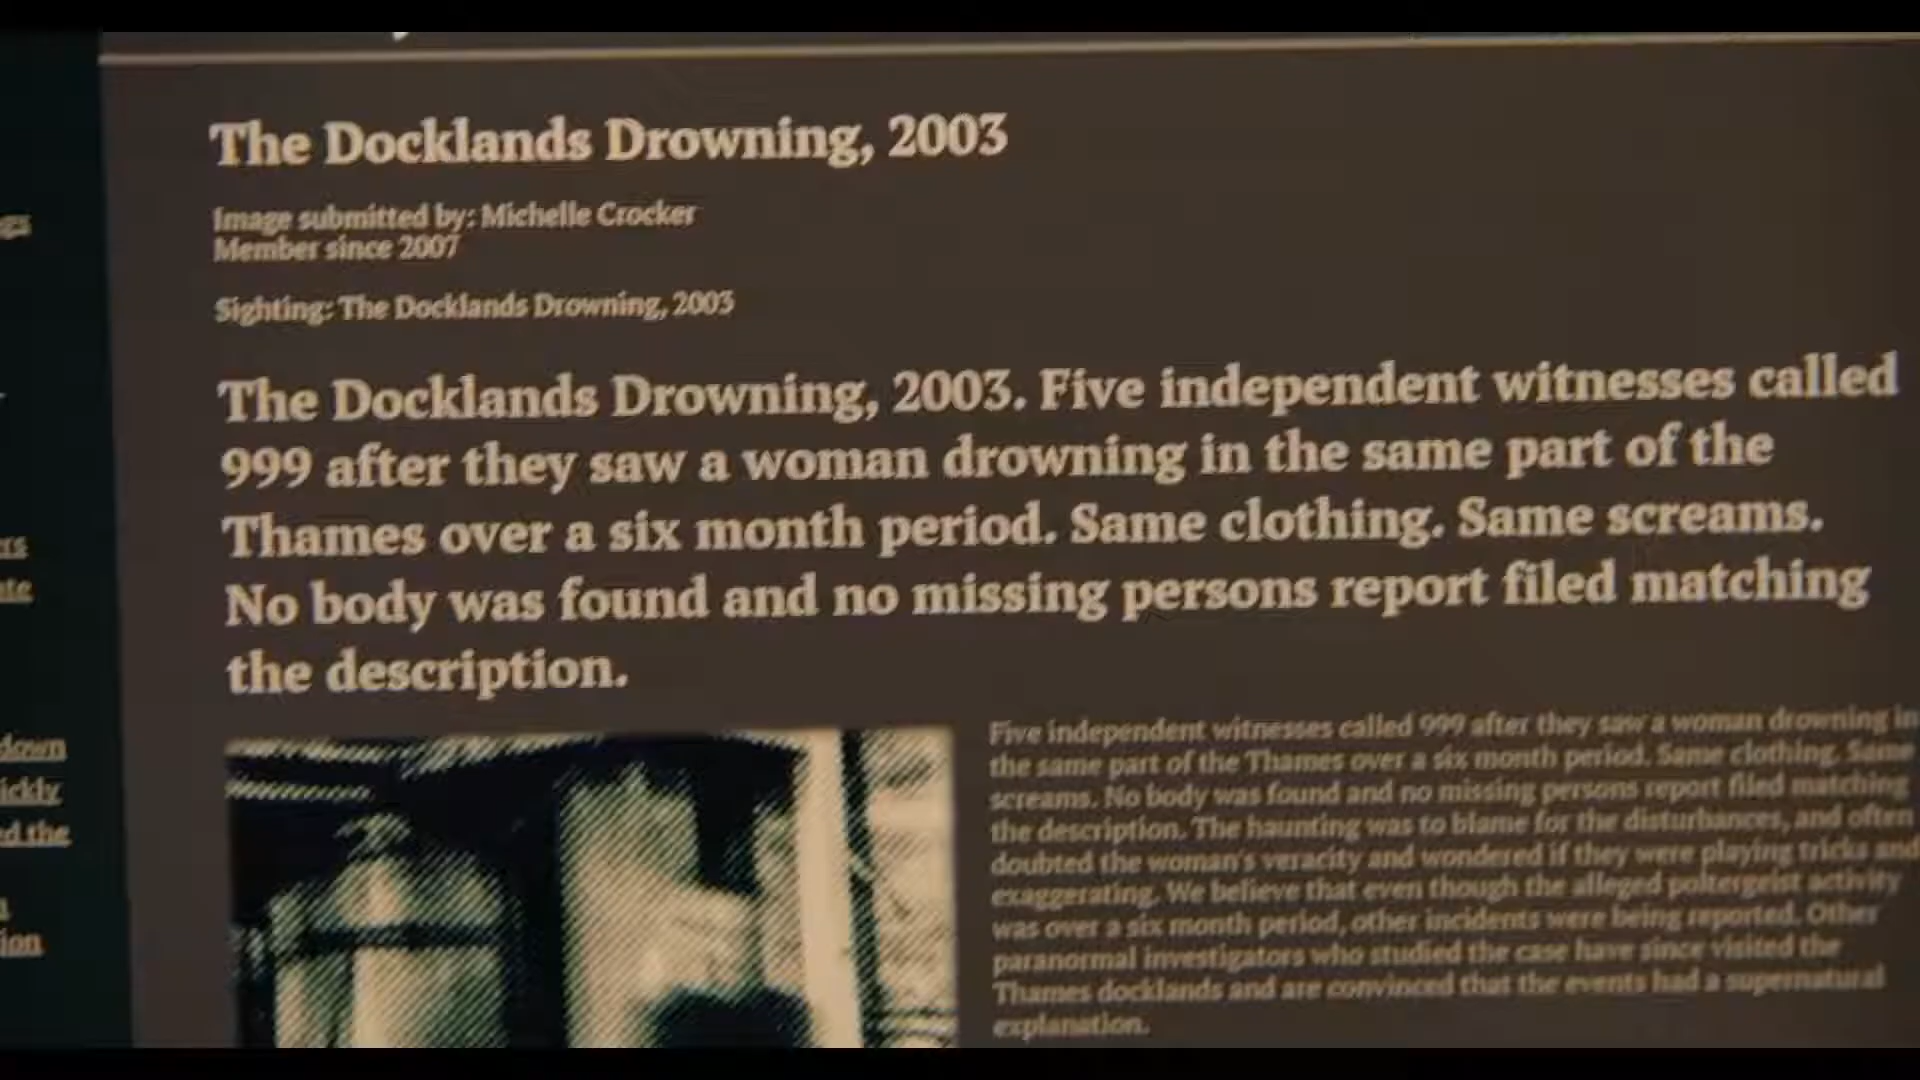 The Docklands Drowning, 2003
Image submitted by: Michelle Crocker
Member since 2007
Sighting: The Docklands Drowning, 2003
The Docklands Drowning, 2003. Five independent witnesses called
999 after they saw a woman drowning in the same part of the
Thames over a six month period. Same clothing. Same screams.
No body was found and no missing persons report filed matching
the description.
Five independent witnesses called 999 after they saw a woman drowning in
the same part of the Thames over a six month period. Same clothing. Same
screams. No body was found and no missing persons report filed matching
the description. The haunting was to blame for the disturbances, and often
doubted the woman's veracity and wondered if they were playing tricks and
exaggerating. We believe that even though the alleged poltergeist activity
was over a six month period, other incidents were being reported. Other
paranormal investigators who studied the case have since visited the
Thames docklands and are convinced that the events had a supernatural
explanation.
down
ed the